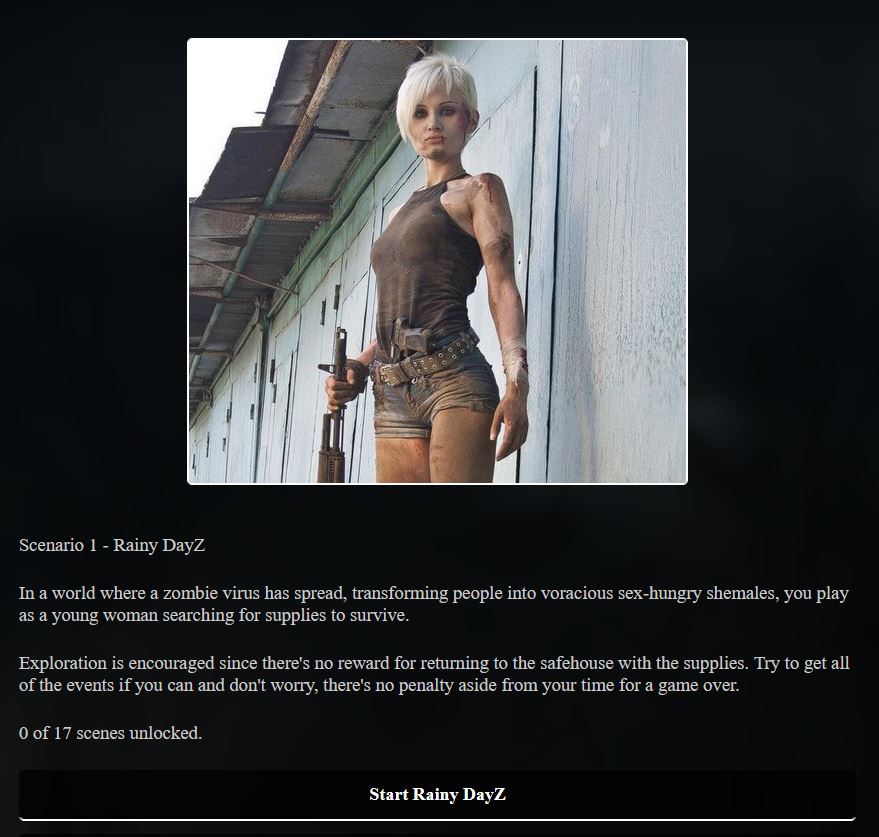 Scenario 1 - Rainy DayZ
In a world where a zombie virus has spread, transforming people into voracious sex-hungry shemales, you play
as a young woman searching for supplies to survive.
Exploration is encouraged since there's no reward for returning to the safehouse with the supplies. Try to get all
of the events if you can and don't worry, there's no penalty aside from your time for a game over.
0 of 17 scenes unlocked.
Start Rainy DayZ